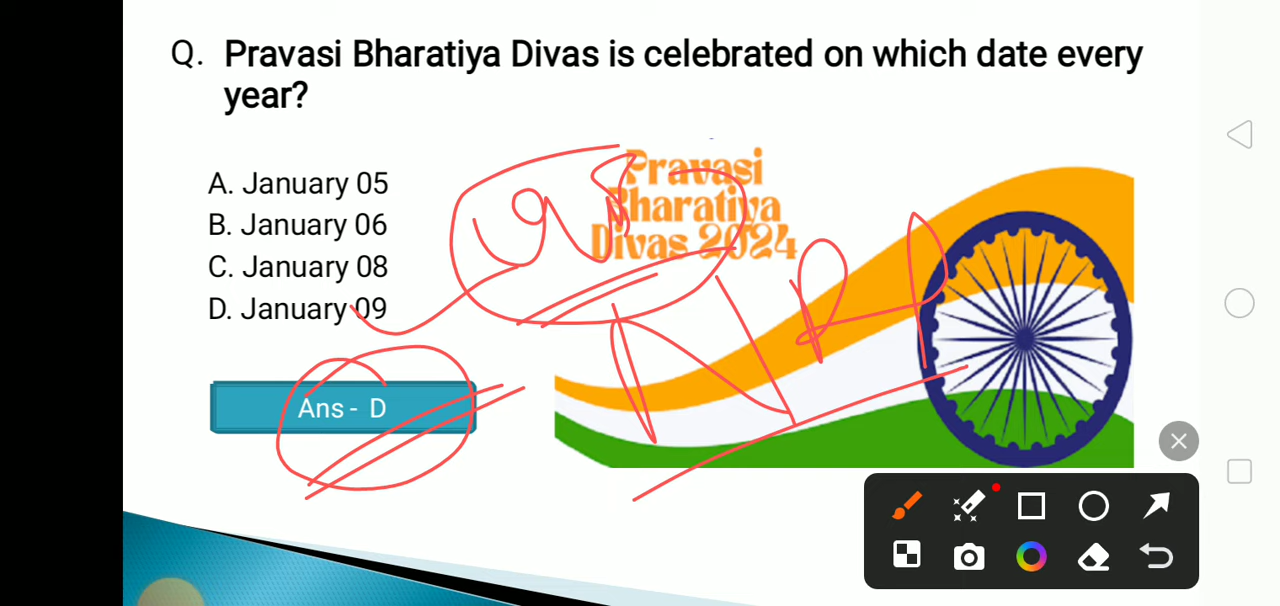 Q. Pravasi Bharatiya Divas is celebrated on which date every
year?
A. January 05
B. January 06
C. January 08
D. January 09
Ans - D
Pravasi
Bharatiya
Divas 2024
NRI